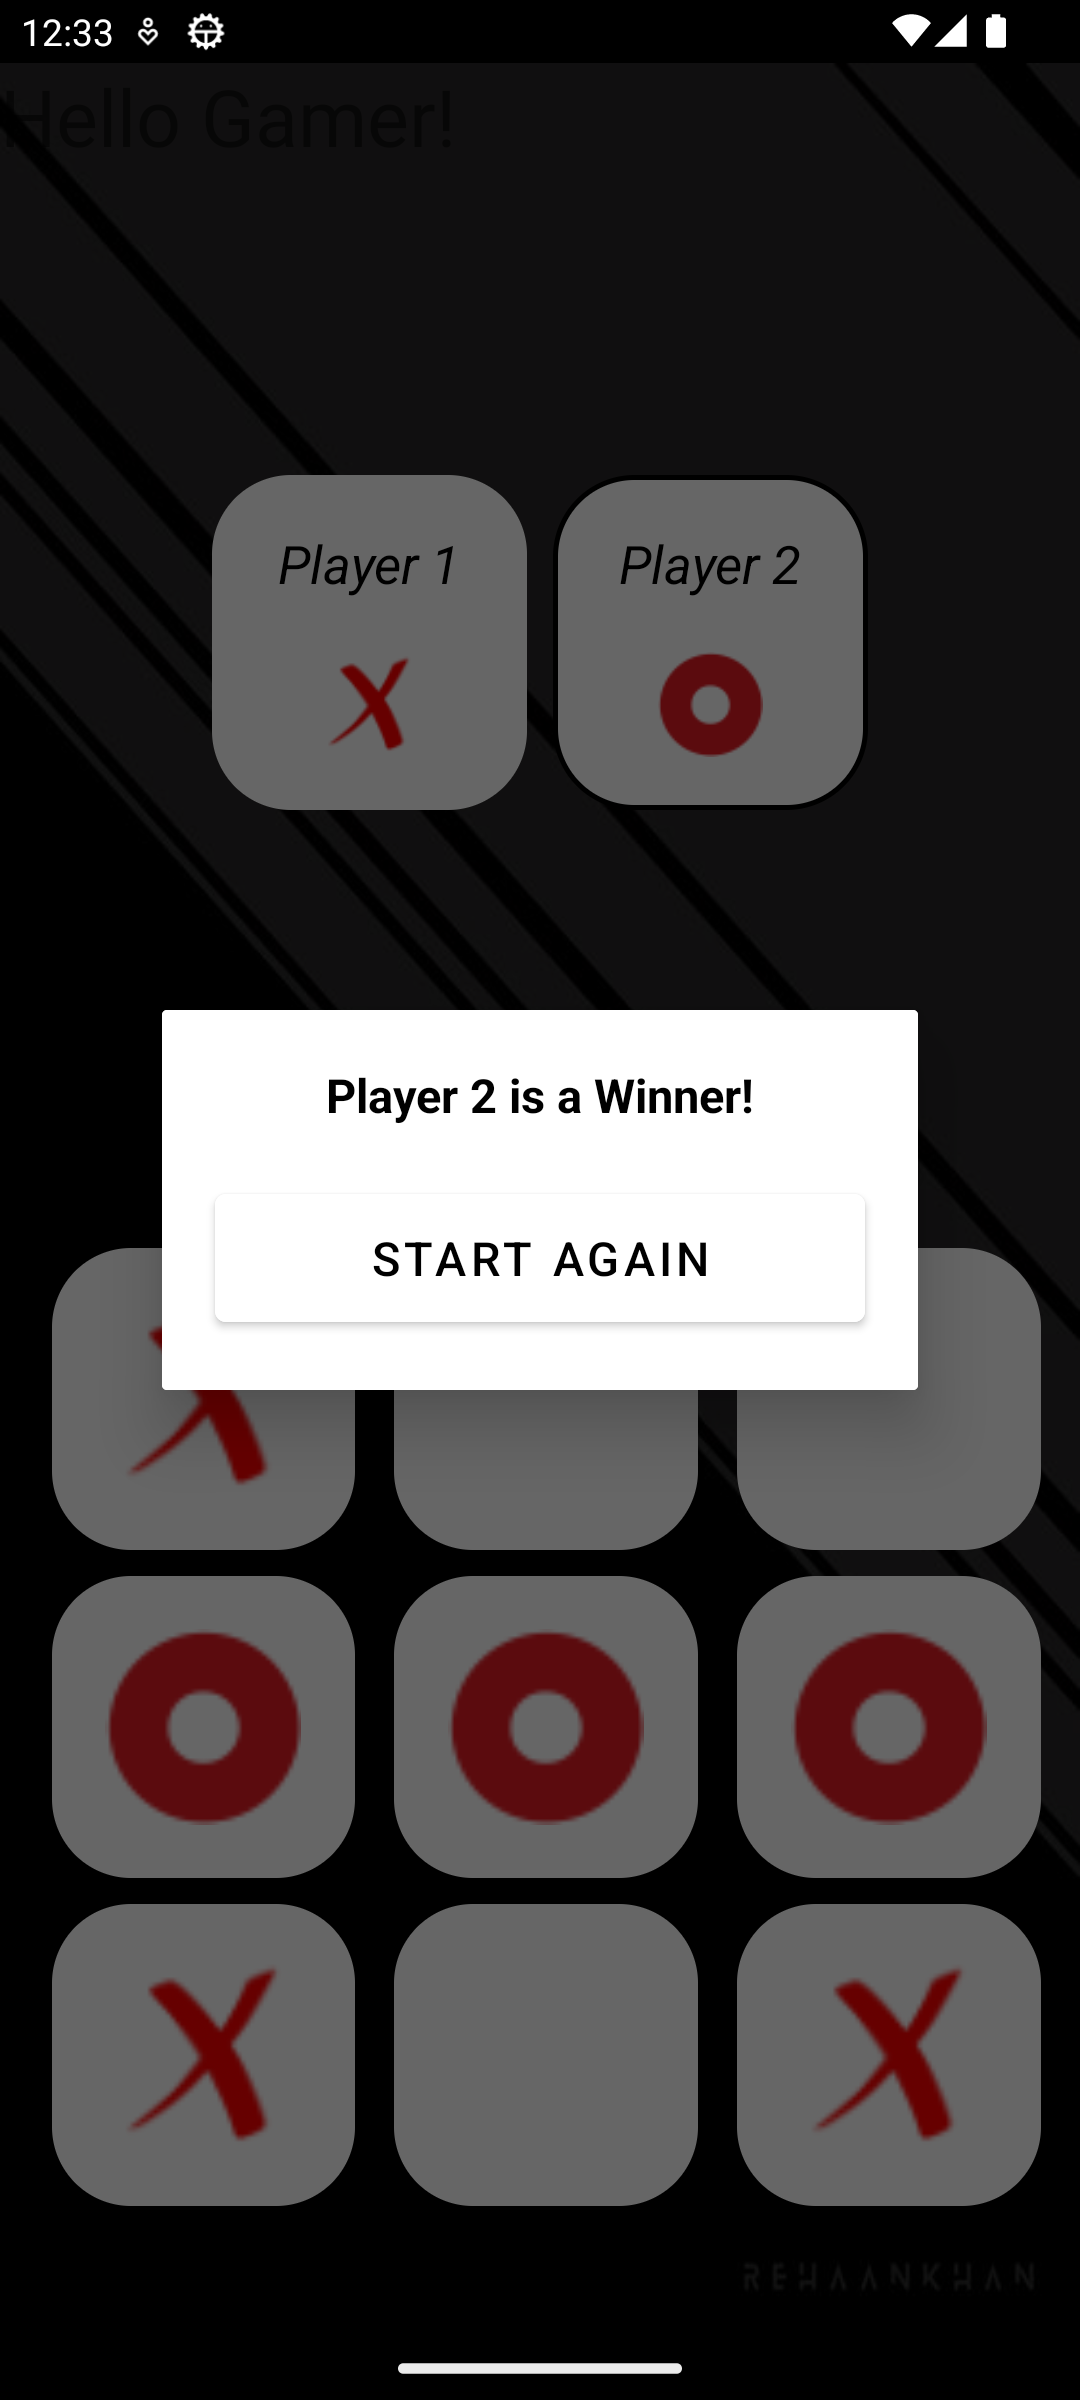 12:33
Hello Gamer!
Player 1
Player 2
Player 2 is a Winner!
START AGAIN
REHAANKHAN